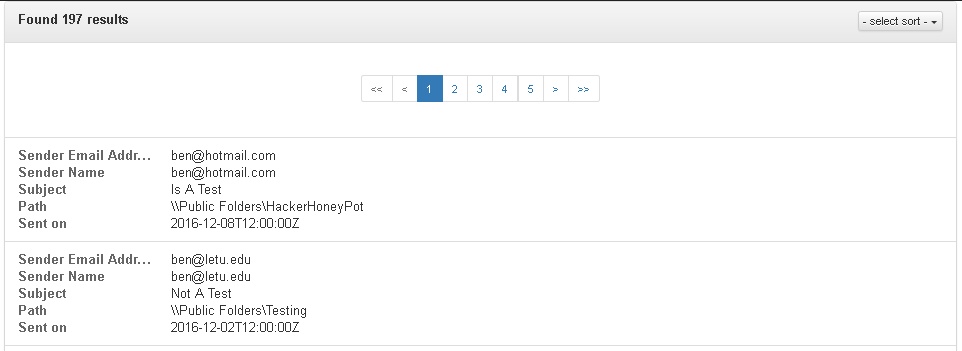 Found 197 results
- select sort -
<< < 1 2 3 4 5 > >>
Sender Email Addr... ben@hotmail.com
Sender Name ben@hotmail.com
Subject Is A Test
Path \\Public Folders\HackerHoneyPot
Sent on 2016-12-08T12:00:00Z
Sender Email Addr... ben@letu.edu
Sender Name ben@letu.edu
Subject Not A Test
Path \\Public Folders\Testing
Sent on 2016-12-02T12:00:00Z